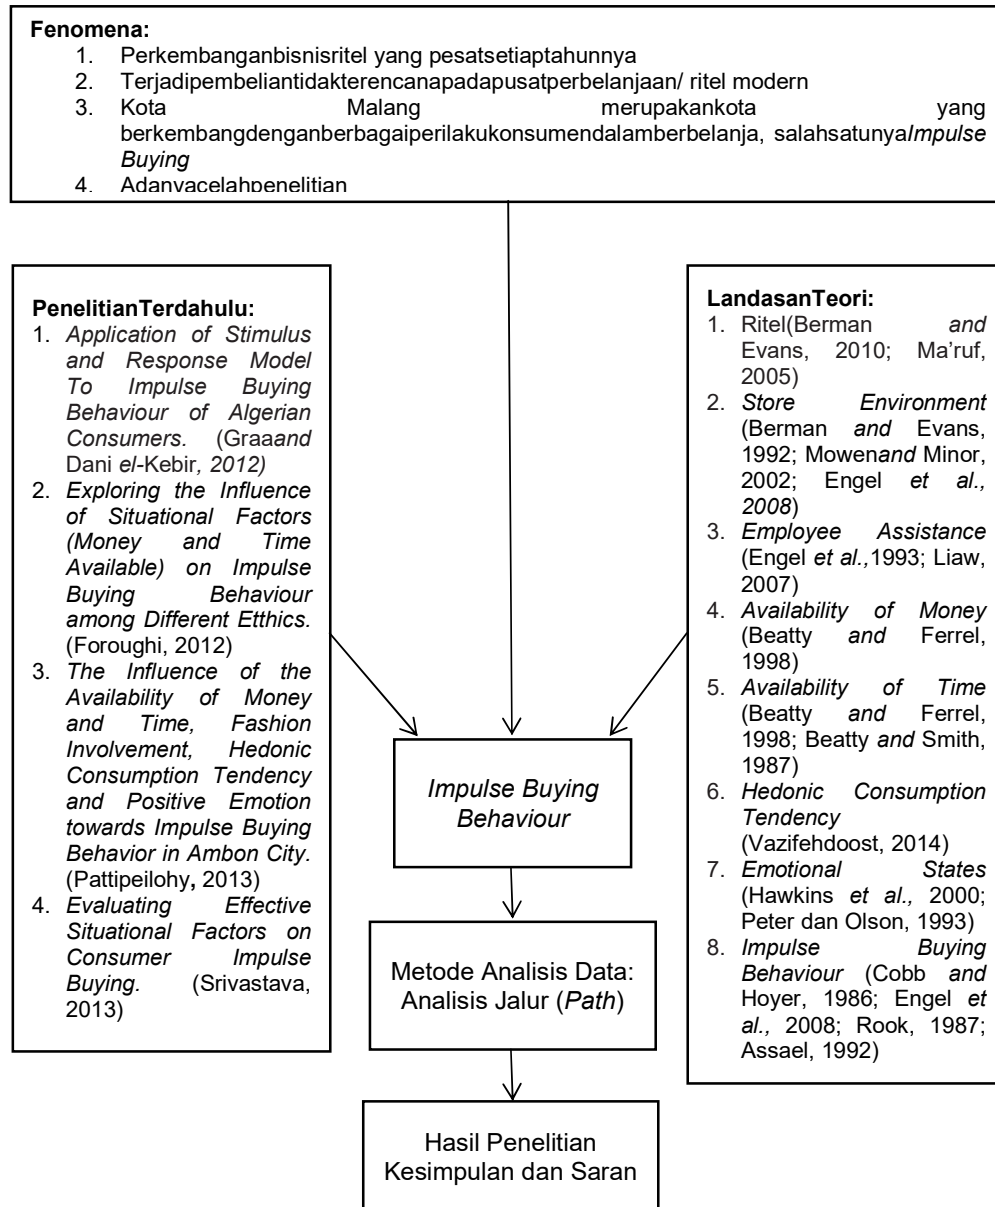 Fenomena:
1. Perkembanganbisnisritel yang pesatsetiaptahunnya
2. Terjadipembeliantidakterencanapadapusatperbelanjaan/ ritel modern
3. Kota Malang merupakankota yang
berkembangdenganberbagaiperilakukonsumendalamberbelanja, salahsatunyaImpulse
Buying
4. Adanyacelahpenelitian
PenelitianTerdahulu:
1. Application of Stimulus
and Response Model
To Impulse Buying
Behaviour of Algerian
Consumers. (Graaand
Dani el-Kebir, 2012)
2. Exploring the Influence
of Situational Factors
(Money and Time
Available) on Impulse
Buying Behaviour
among Different Etthics.
(Foroughi, 2012)
3. The Influence of the
Availability of Money
and Time, Fashion
Involvement, Hedonic
Consumption Tendency
and Positive Emotion
towards Impulse Buying
Behavior in Ambon City.
(Pattipeilohy, 2013)
4. Evaluating Effective
Situational Factors on
Consumer Impulse
Buying. (Srivastava,
2013)
LandasanTeori:
1. Ritel(Berman and
Evans, 2010; Ma'ruf,
2005)
2. Store Environment
(Berman and Evans,
1992; Mowenand Minor,
2002; Engel et al.,
2008)
3. Employee Assistance
(Engel et al.,1993; Liaw,
2007)
4. Availability of Money
(Beatty and Ferrel,
1998)
5. Availability of Time
(Beatty and Ferrel,
1998; Beatty and Smith,
1987)
6. Hedonic Consumption
Tendency
(Vazifehdoost, 2014)
7. Emotional States
(Hawkins et al., 2000;
Peter dan Olson, 1993)
8. Impulse Buying
Behaviour (Cobb and
Hoyer, 1986; Engel et
al., 2008; Rook, 1987;
Assael, 1992)
Impulse Buying
Behaviour
Metode Analisis Data:
Analisis Jalur (Path)
Hasil Penelitian
Kesimpulan dan Saran